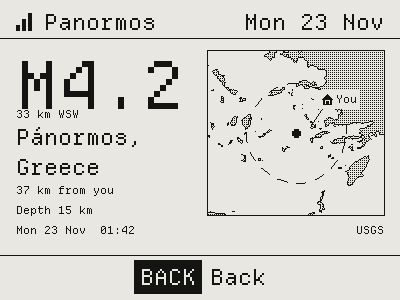 Panormos
Mon 23 Nov
M4.2
33 km WSW
Pánormos,
Greece
37 km from you
Depth 15 km
Mon 23 Nov 01:42
You
USGS
BACK Back